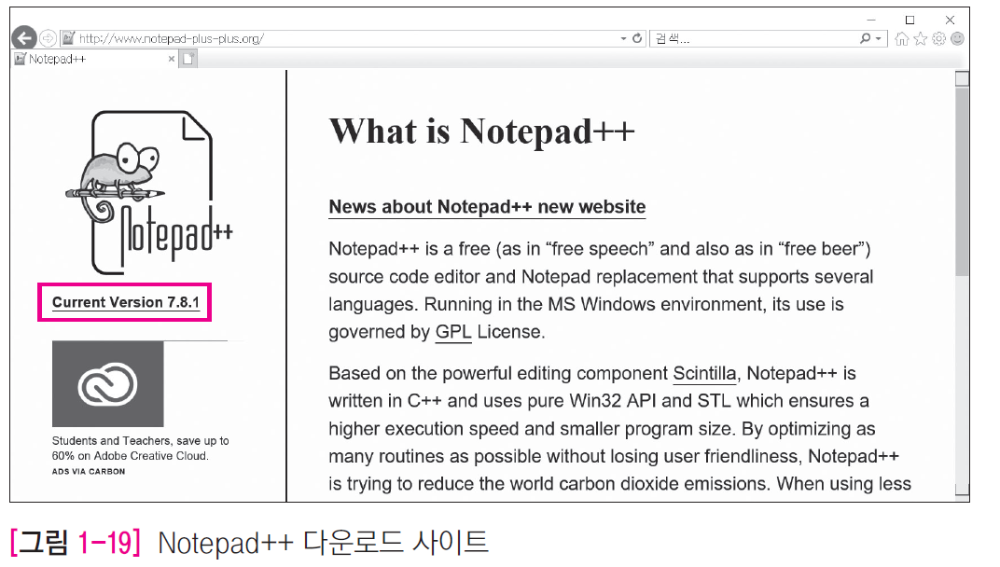 http://www.notepad-plus-plus.org/
검색...
Notepad++
Notepad++
Current Version 7.8.1
Students and Teachers, save up to
60% on Adobe Creative Cloud.
ADS VIA CARBON
What is Notepad++
News about Notepad++ new website
Notepad++ is a free (as in “free speech” and also as in “free beer”)
source code editor and Notepad replacement that supports several
languages. Running in the MS Windows environment, its use is
governed by GPL License.
Based on the powerful editing component Scintilla, Notepad++ is
written in C++ and uses pure Win32 API and STL which ensures a
higher execution speed and smaller program size. By optimizing as
many routines as possible without losing user friendliness, Notepad++
is trying to reduce the world carbon dioxide emissions. When using less
[그림 1-19] Notepad++ 다운로드 사이트